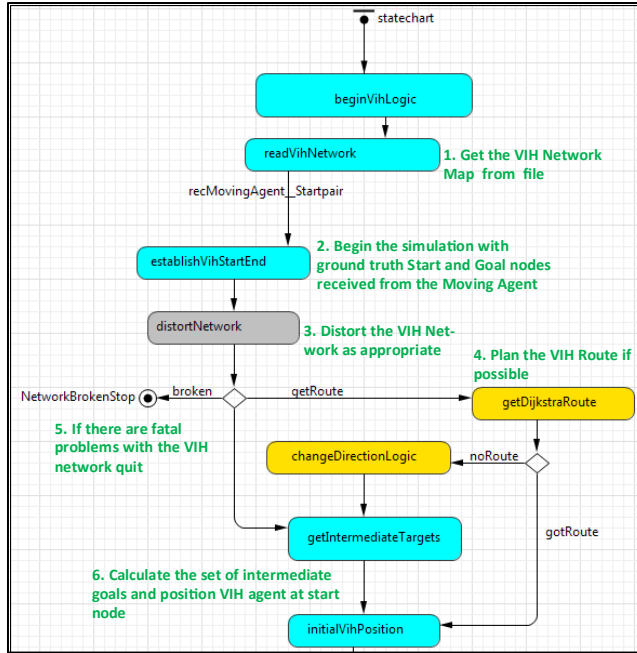 statechart
beginVihLogic
readVihNetwork
1. Get the VIH Network
Map from file
recMovingAgent_Startpair
establishVihStartEnd
2. Begin the simulation with
ground truth Start and Goal nodes
received from the Moving Agent
distortNetwork
3. Distort the VIH Net-
work as appropriate
4. Plan the VIH Route if
possible
NetworkBrokenStop
broken
getRoute
getDijkstraRoute
5. If there are fatal
problems with the VIH
network quit
changeDirectionLogic
noRoute
getIntermediateTargets
gotRoute
6. Calculate the set of intermediate
goals and position VIH agent at start
node
initialVihPosition